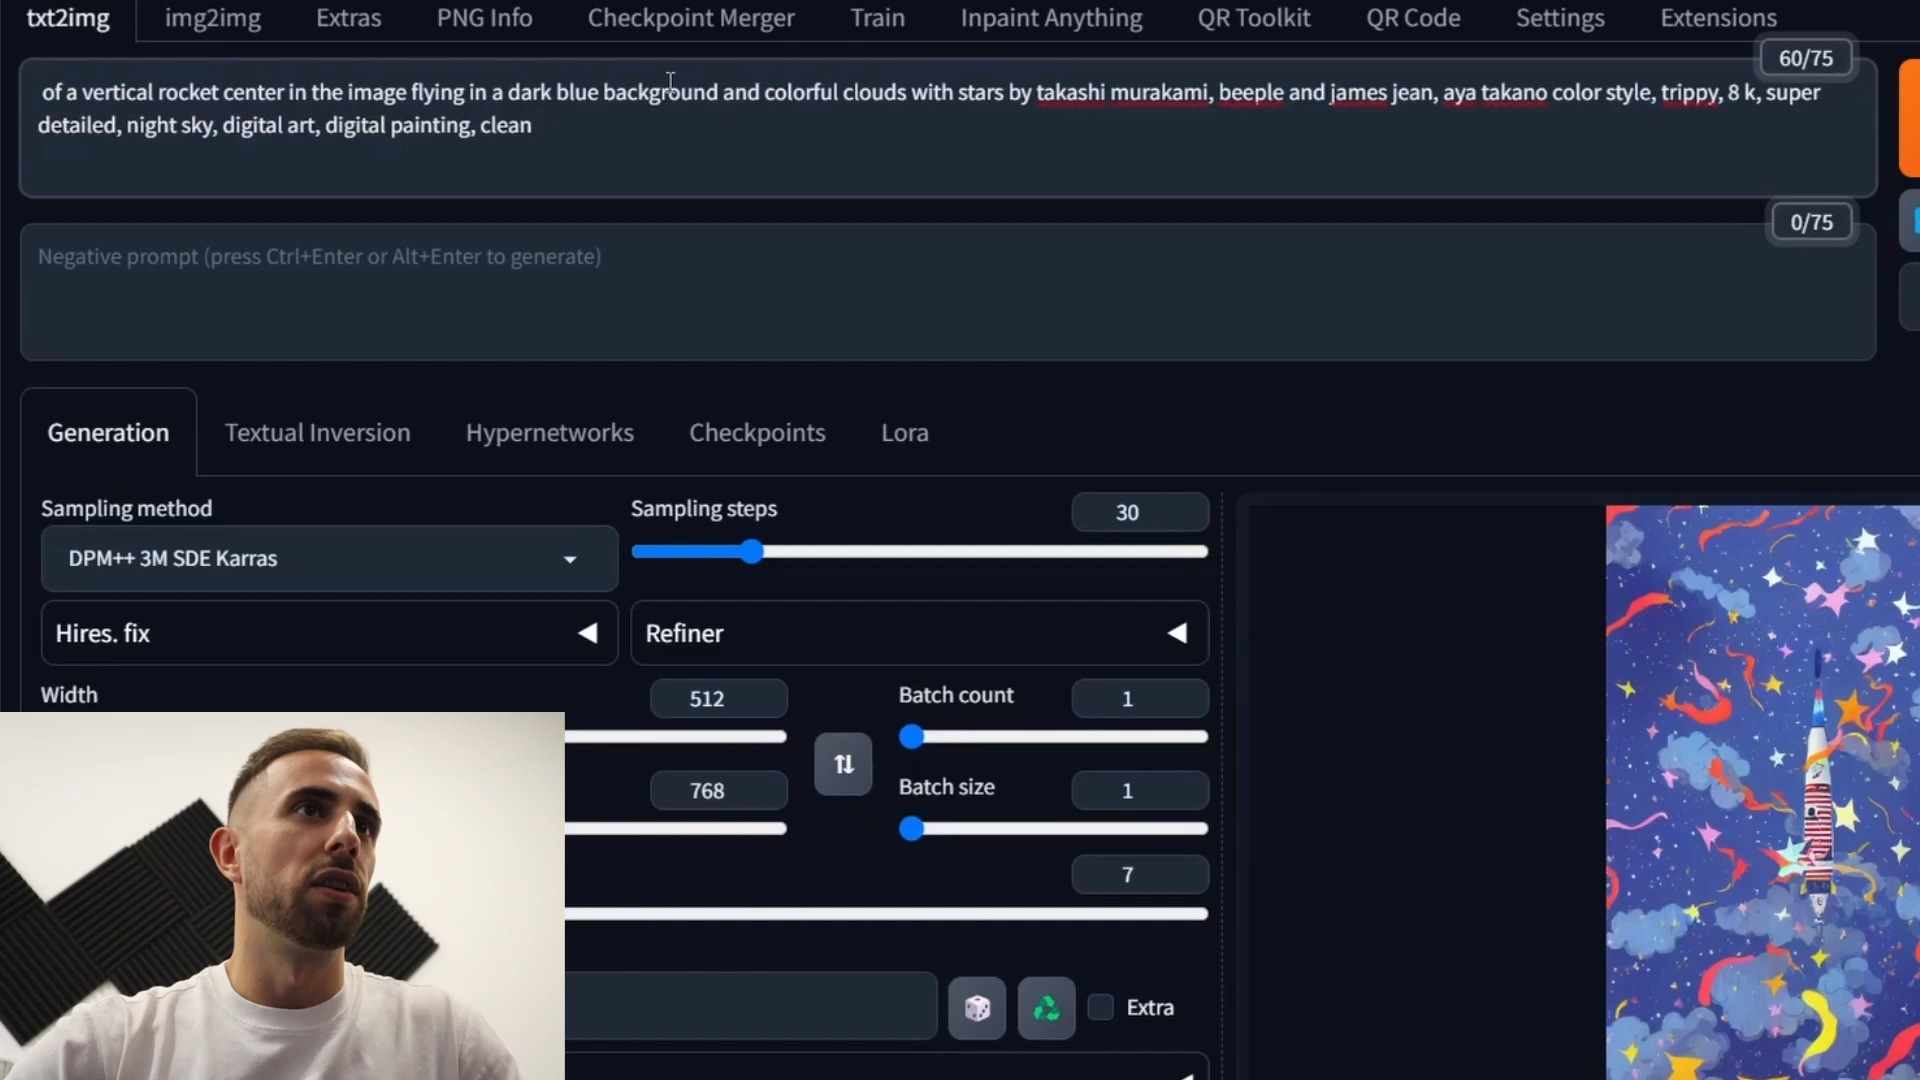 txt2img img2img Extras PNG Info Checkpoint Merger Train Inpaint Anything QR Toolkit QR Code Settings Extensions
60/75
of a vertical rocket center in the image flying in a dark blue background and colorful clouds with stars by takashi murakami, beeple and james jean, aya takano color style, trippy, 8 k, super
detailed, night sky, digital art, digital painting, clean
0/75
Negative prompt (press Ctrl+Enter or Alt+Enter to generate)
Generation Textual Inversion Hypernetworks Checkpoints Lora
Sampling method Sampling steps 30
DPM++ 3M SDE Karras
Hires. fix Refiner
Width 512 Batch count 1
768 Batch size 1
7
Extra